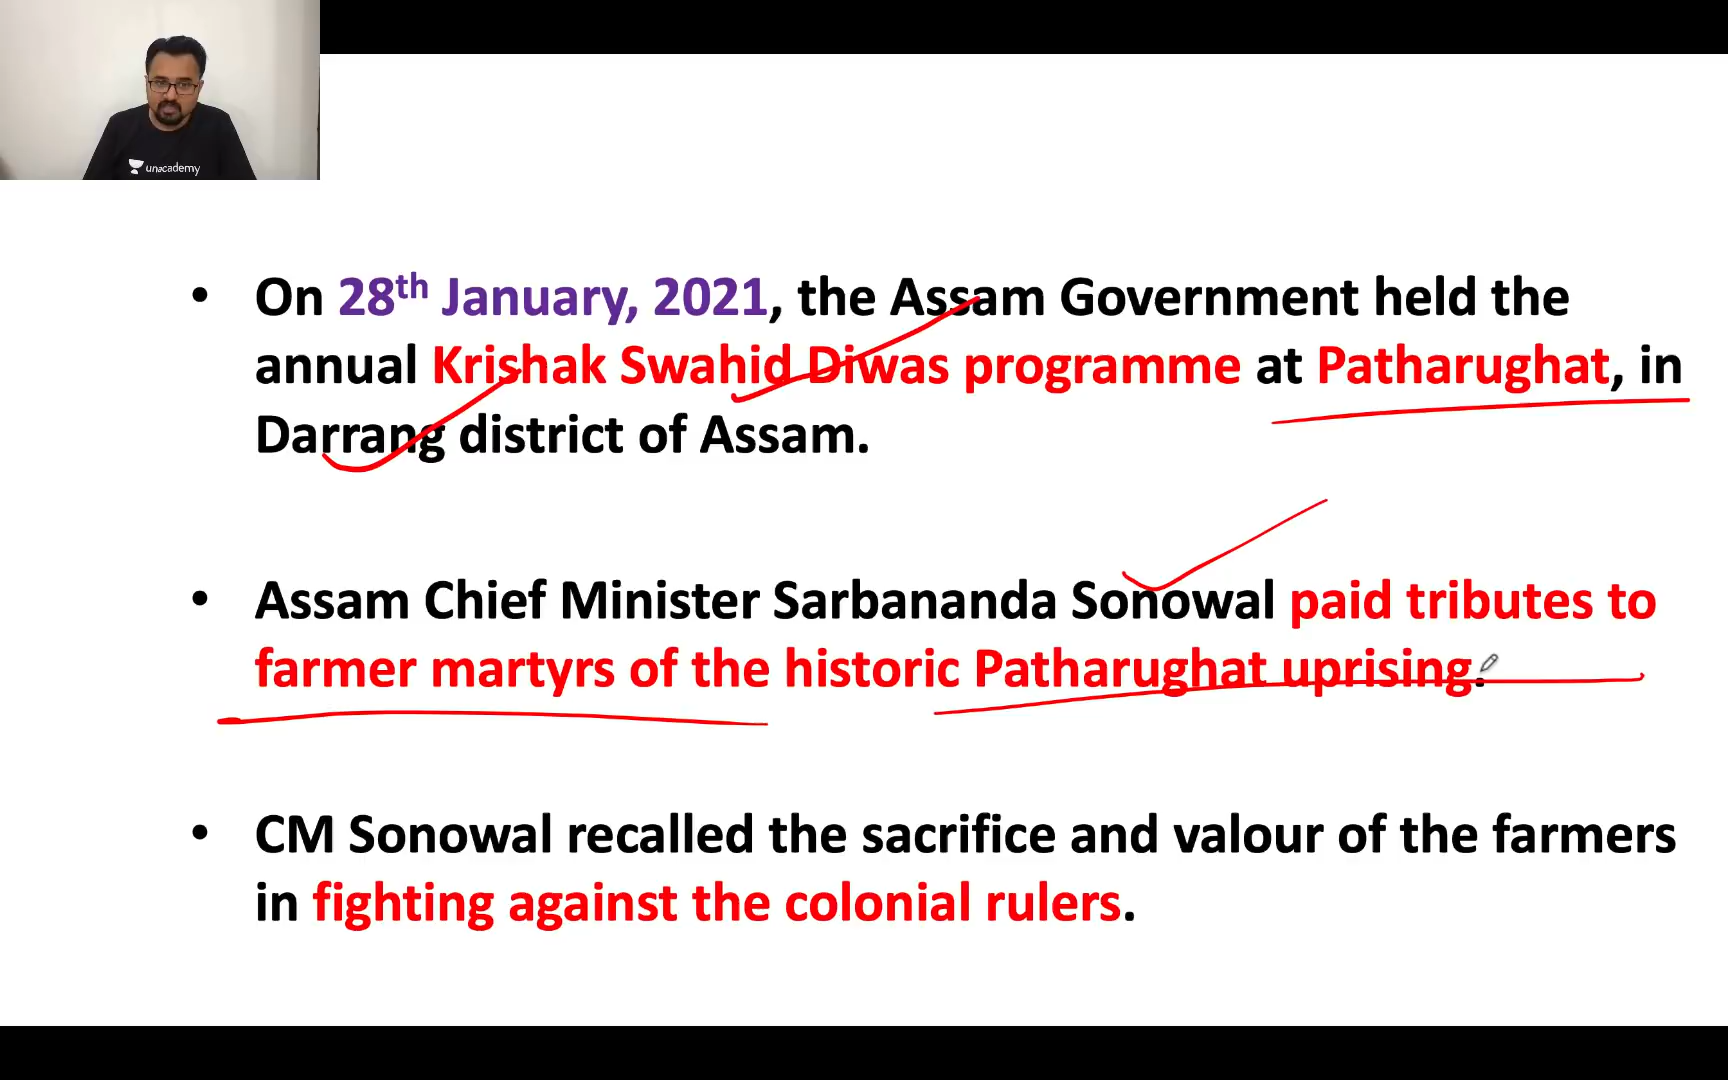 unacademy
• On 28th January, 2021, the Assam Government held the
annual Krishak Swahid Diwas programme at Patharughat, in
Darrang district of Assam.
• Assam Chief Minister Sarbananda Sonowal paid tributes to
farmer martyrs of the historic Patharughat uprising.
• CM Sonowal recalled the sacrifice and valour of the farmers
in fighting against the colonial rulers.